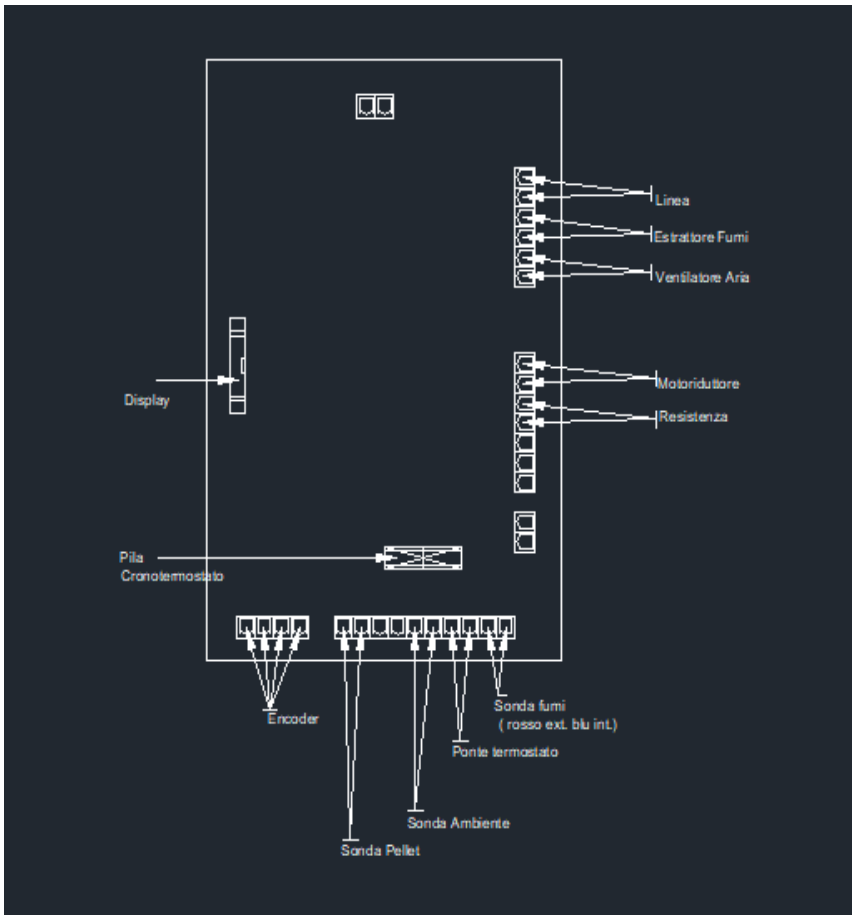 Linea
Estrattore Fumi
Ventilatore Aria
Motoriduttore
Display
Resistenza
Pila
Cronotermostato
Encoder
Sonda fumi
( rosso ext. blu int.)
Ponte termostato
Sonda Ambiente
Sonda Pellet